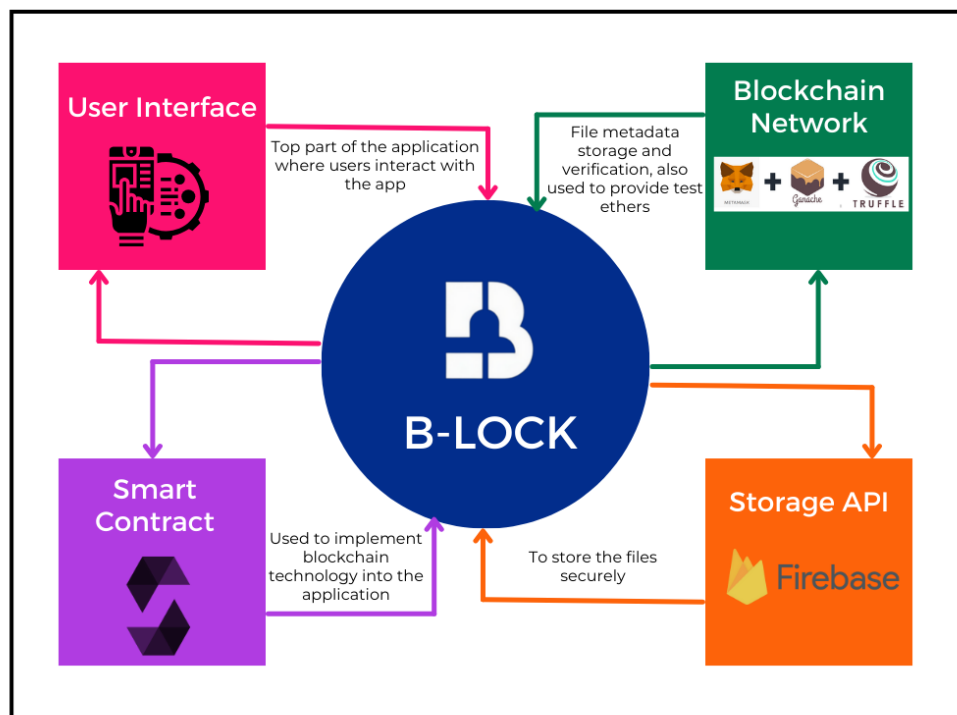 User Interface
Top part of the application
where users interact with
the app
Blockchain
Network
File metadata
storage and
verification, also
used to provide test
ethers
METAMASK
Ganache
TRUFFLE
B-LOCK
Smart
Contract
Used to implement
blockchain
technology into the
application
To store the files
securely
Storage API
Firebase